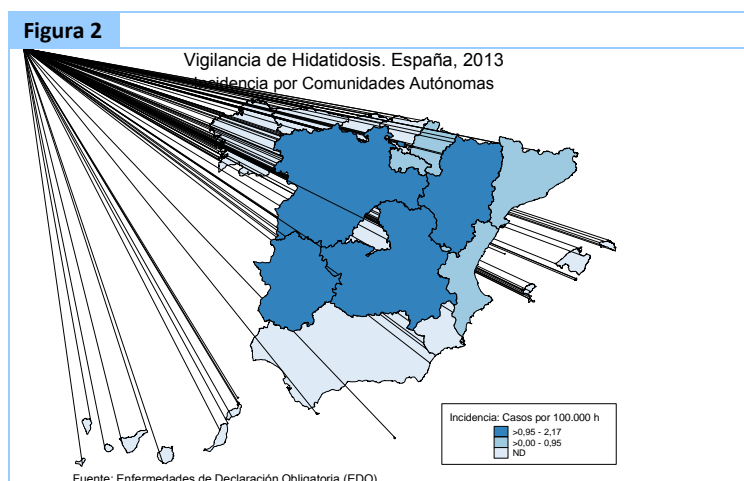 Figura 2
Vigilancia de Hidatidosis. España, 2013
Incidencia por Comunidades Autónomas
Incidencia: Casos por 100.000 h
>0,95 - 2,17
>0,00 - 0,95
ND
Fuente: Enfermedades de Declaración Obligatoria (EDO)